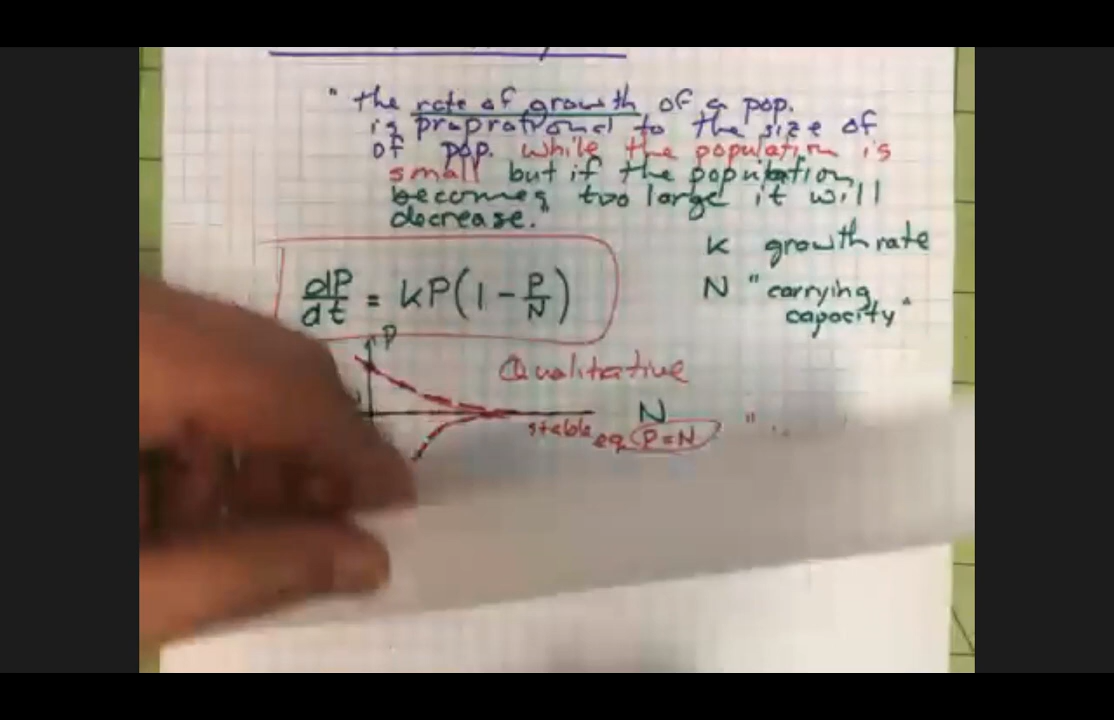 " the rate of growth of a pop.
is proprotional to the size of
of pop. while the population is
small but if the population
becomes too large it will
decrease."
k growth rate
N "carrying
capacity"
dP/dt = kP(1 - P/N)
P
Qualitative
N
stable eq P=N